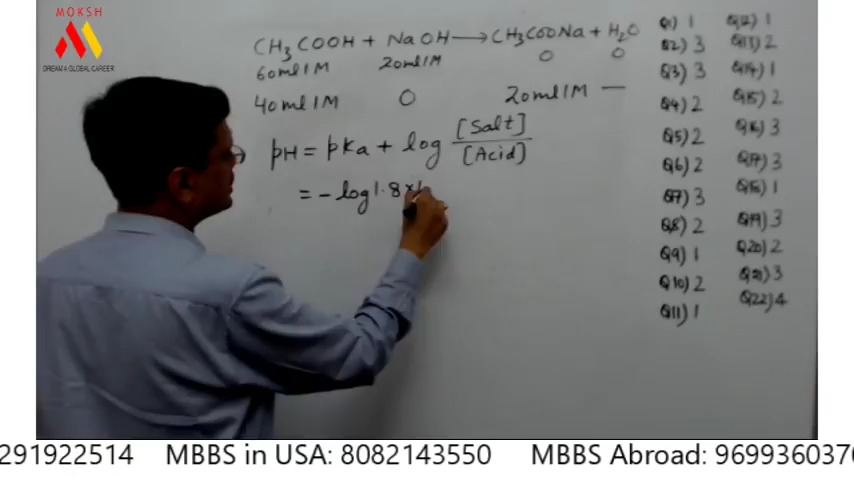 MOKSH
DREAM 4 GLOBAL CAREER
CH3COOH + NaOH → CH3COONa + H2O
60ml 1M 20ml 1M 0 0
40ml 1M 0 20ml 1M —
pH = pka + log [Salt] / [Acid]
= - log 1.8 ×
Q1) 1
Q2) 3
Q3) 3
Q4) 2
Q5) 2
Q6) 2
Q7) 3
Q8) 2
Q9) 1
Q10) 2
Q11) 1
Q12) 1
Q13) 2
Q14) 1
Q15) 2
Q16) 3
Q17) 3
Q18) 1
Q19) 3
Q20) 2
Q21) 3
Q22) 4
291922514 MBBS in USA: 8082143550 MBBS Abroad: 969936037